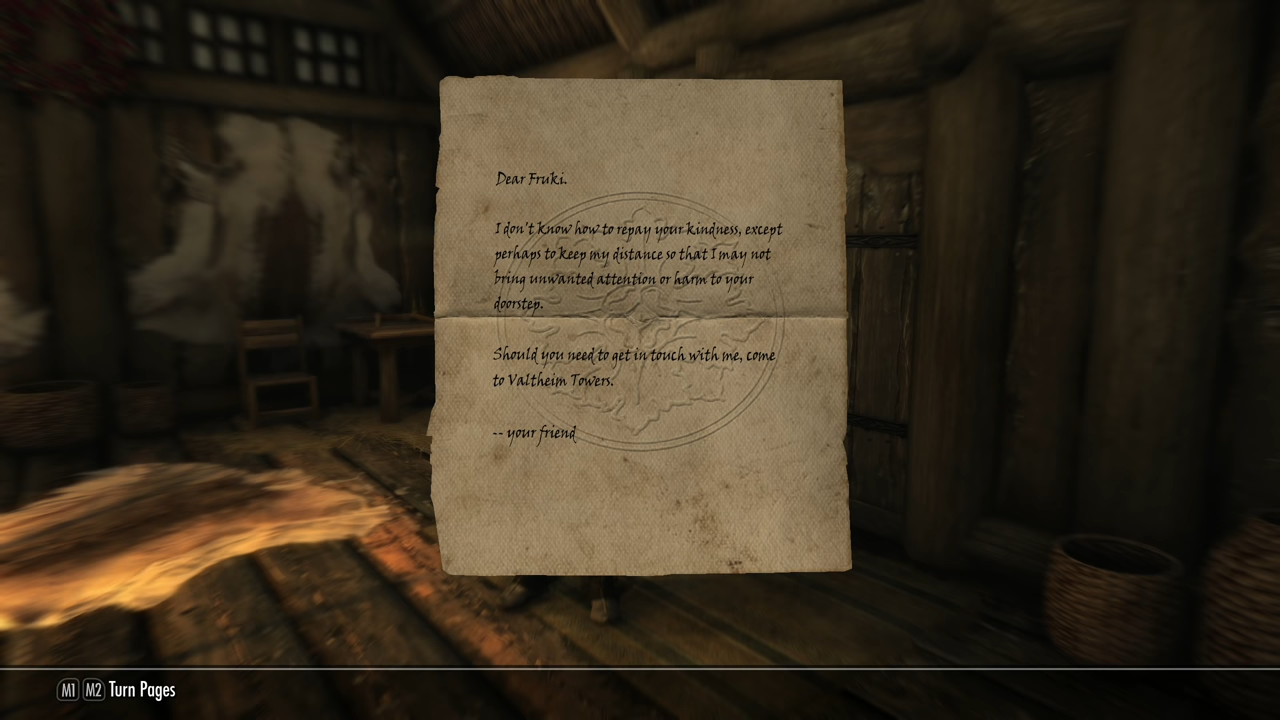 Dear Fruki.
I don't know how to repay your kindness, except
perhaps to keep my distance so that I may not
bring unwanted attention or harm to your
doorstep.
Should you need to get in touch with me, come
to Valtheim Towers.
-- your friend
M1 M2 Turn Pages